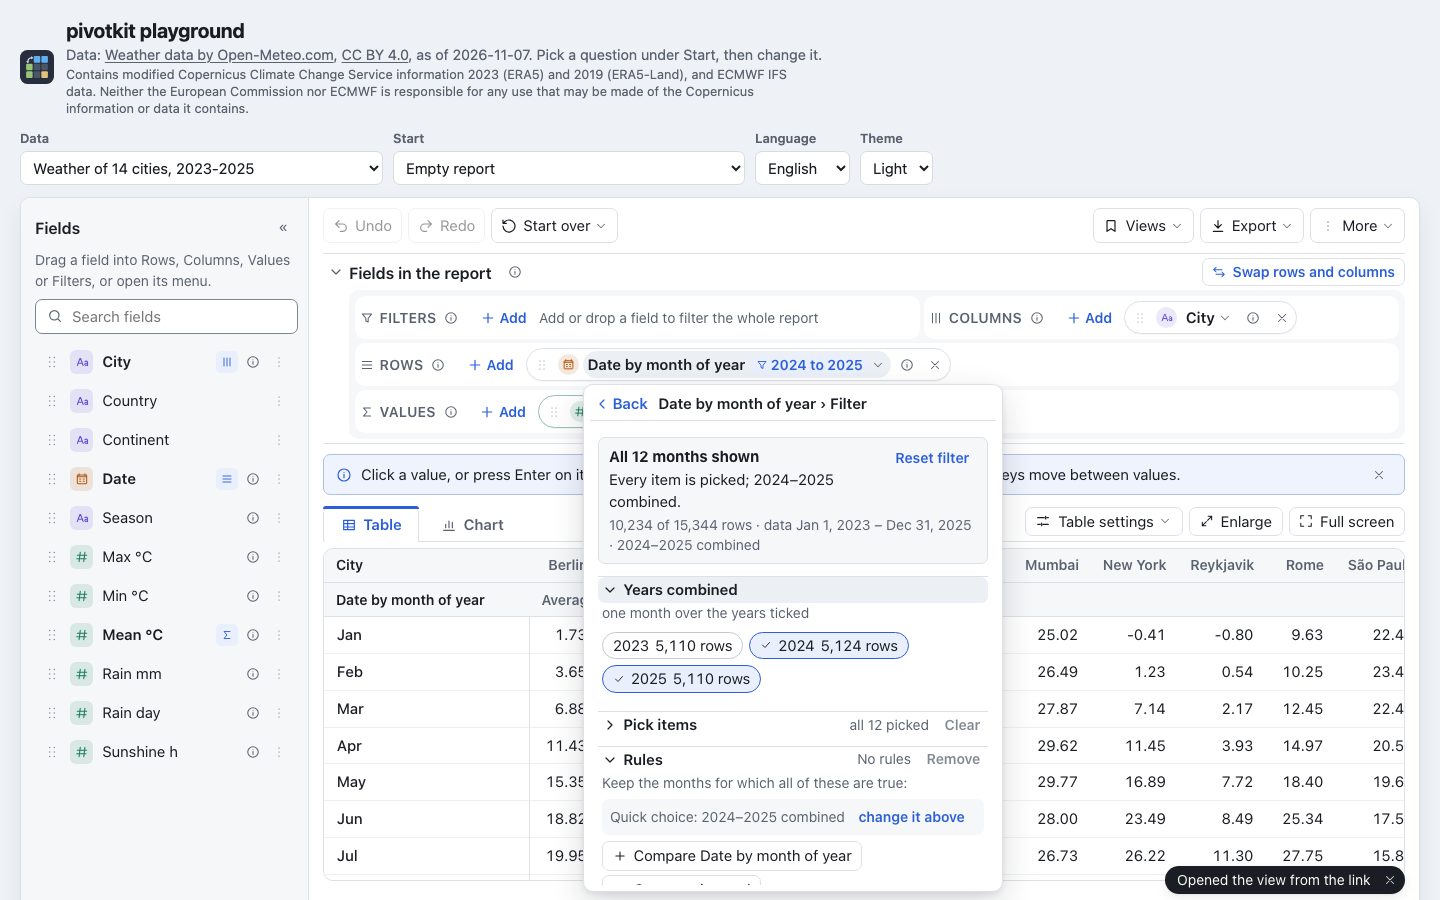 pivotkit playground
Data: Weather data by Open-Meteo.com, CC BY 4.0, as of 2026-11-07. Pick a question under Start, then change it.
Contains modified Copernicus Climate Change Service information 2023 (ERA5) and 2019 (ERA5-Land), and ECMWF IFS
data. Neither the European Commission nor ECMWF is responsible for any use that may be made of the Copernicus
information or data it contains.
Data Start Language Theme
Weather of 14 cities, 2023-2025 Empty report English Light
Fields «
Drag a field into Rows, Columns, Values
or Filters, or open its menu.
Search fields
Aa City
Aa Country
Aa Continent
Date
Aa Season
# Max °C
# Min °C
# Mean °C Σ
# Rain mm
# Rain day
# Sunshine h
Undo Redo Start over Views Export More
Fields in the report Swap rows and columns
FILTERS + Add Add or drop a field to filter the whole report COLUMNS + Add Aa City
ROWS + Add Date by month of year 2024 to 2025
Σ VALUES + Add #
Back Date by month of year › Filter
All 12 months shown Reset filter
Every item is picked; 2024–2025
combined.
10,234 of 15,344 rows · data Jan 1, 2023 – Dec 31, 2025
· 2024–2025 combined
Years combined
one month over the years ticked
2023 5,110 rows 2024 5,124 rows
2025 5,110 rows
Pick items all 12 picked Clear
Rules No rules Remove
Keep the months for which all of these are true:
Quick choice: 2024–2025 combined change it above
+ Compare Date by month of year
Click a value, or press Enter on it
eys move between values.
Table Chart Table settings Enlarge Full screen
City Berlin Mumbai New York Reykjavik Rome São Paul
Date by month of year Averag
Jan 1.73 25.02 -0.41 -0.80 9.63 22.4
Feb 3.65 26.49 1.23 0.54 10.25 23.4
Mar 6.88 27.87 7.14 2.17 12.45 22.4
Apr 11.43 29.62 11.45 3.93 14.97 20.5
May 15.35 29.77 16.89 7.72 18.40 19.6
Jun 18.82 28.00 23.49 8.49 25.34 17.5
Jul 19.95 26.73 26.22 11.30 27.75 15.8
Opened the view from the link